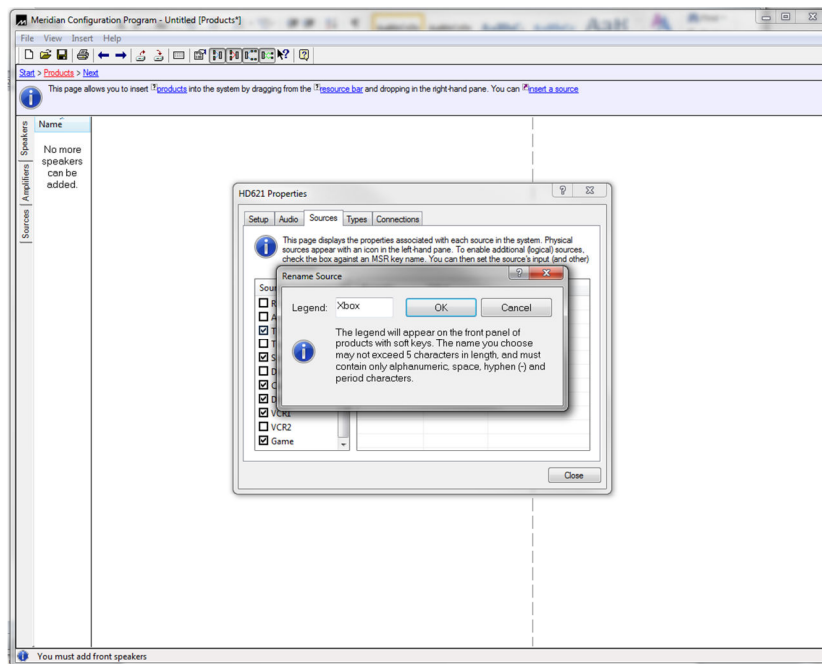 Meridian Configuration Program - Untitled [Products*]
File View Insert Help
Start > Products > Next
This page allows you to insert products into the system by dragging from the resource bar and dropping in the right-hand pane. You can insert a source
Speakers
Amplifiers
Sources
Name
No more
speakers
can be
added.
HD621 Properties
Setup Audio Sources Types Connections
This page displays the properties associated with each source in the system. Physical
sources appear with an icon in the left-hand pane. To enable additional (logical) sources,
check the box against an MSR key name. You can then set the source's input (and other)
Rename Source
Legend: Xbox OK Cancel
The legend will appear on the front panel of
products with soft keys. The name you choose
may not exceed 5 characters in length, and must
contain only alphanumeric, space, hyphen (-) and
period characters.
VCR1
VCR2
Game
Close
You must add front speakers